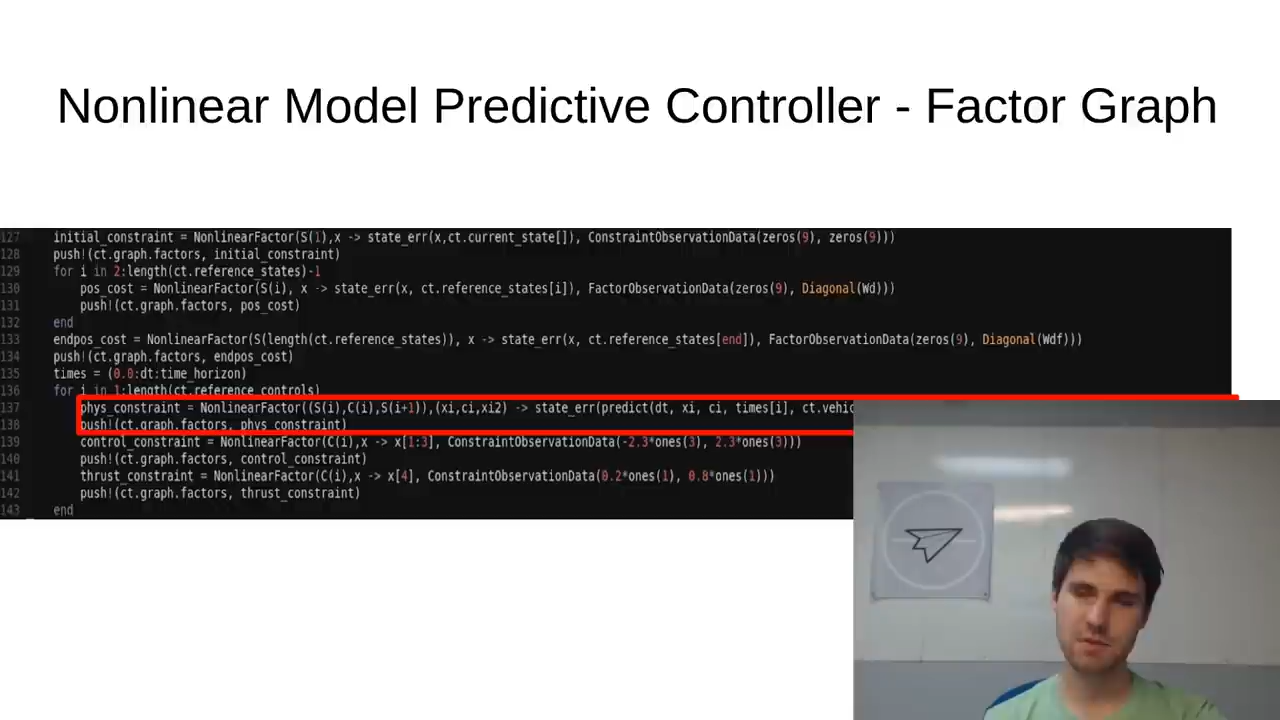 Nonlinear Model Predictive Controller - Factor Graph
127 initial_constraint = NonlinearFactor(S(1),x -> state_err(x,ct.current_state[]), ConstraintObservationData(zeros(9), zeros(9)))
128 push!(ct.graph.factors, initial_constraint)
129 for i in 2:length(ct.reference_states)-1
130 pos_cost = NonlinearFactor(S(i), x -> state_err(x, ct.reference_states[i]), FactorObservationData(zeros(9), Diagonal(Wd)))
131 push!(ct.graph.factors, pos_cost)
132 end
133 endpos_cost = NonlinearFactor(S(length(ct.reference_states)), x -> state_err(x, ct.reference_states[end]), FactorObservationData(zeros(9), Diagonal(Wdf)))
134 push!(ct.graph.factors, endpos_cost)
135 times = (0.0:dt:time_horizon)
136 for i in 1:length(ct.reference_controls)
137 phys_constraint = NonlinearFactor((S(i),C(i),S(i+1)),(xi,ci,xi2) -> state_err(predict(dt, xi, ci, times[i], ct.vehic
138 push!(ct.graph.factors, phys_constraint)
139 control_constraint = NonlinearFactor(C(i),x -> x[1:3], ConstraintObservationData(-2.3*ones(3), 2.3*ones(3)))
140 push!(ct.graph.factors, control_constraint)
141 thrust_constraint = NonlinearFactor(C(i),x -> x[4], ConstraintObservationData(0.2*ones(1), 0.8*ones(1)))
142 push!(ct.graph.factors, thrust_constraint)
143 end